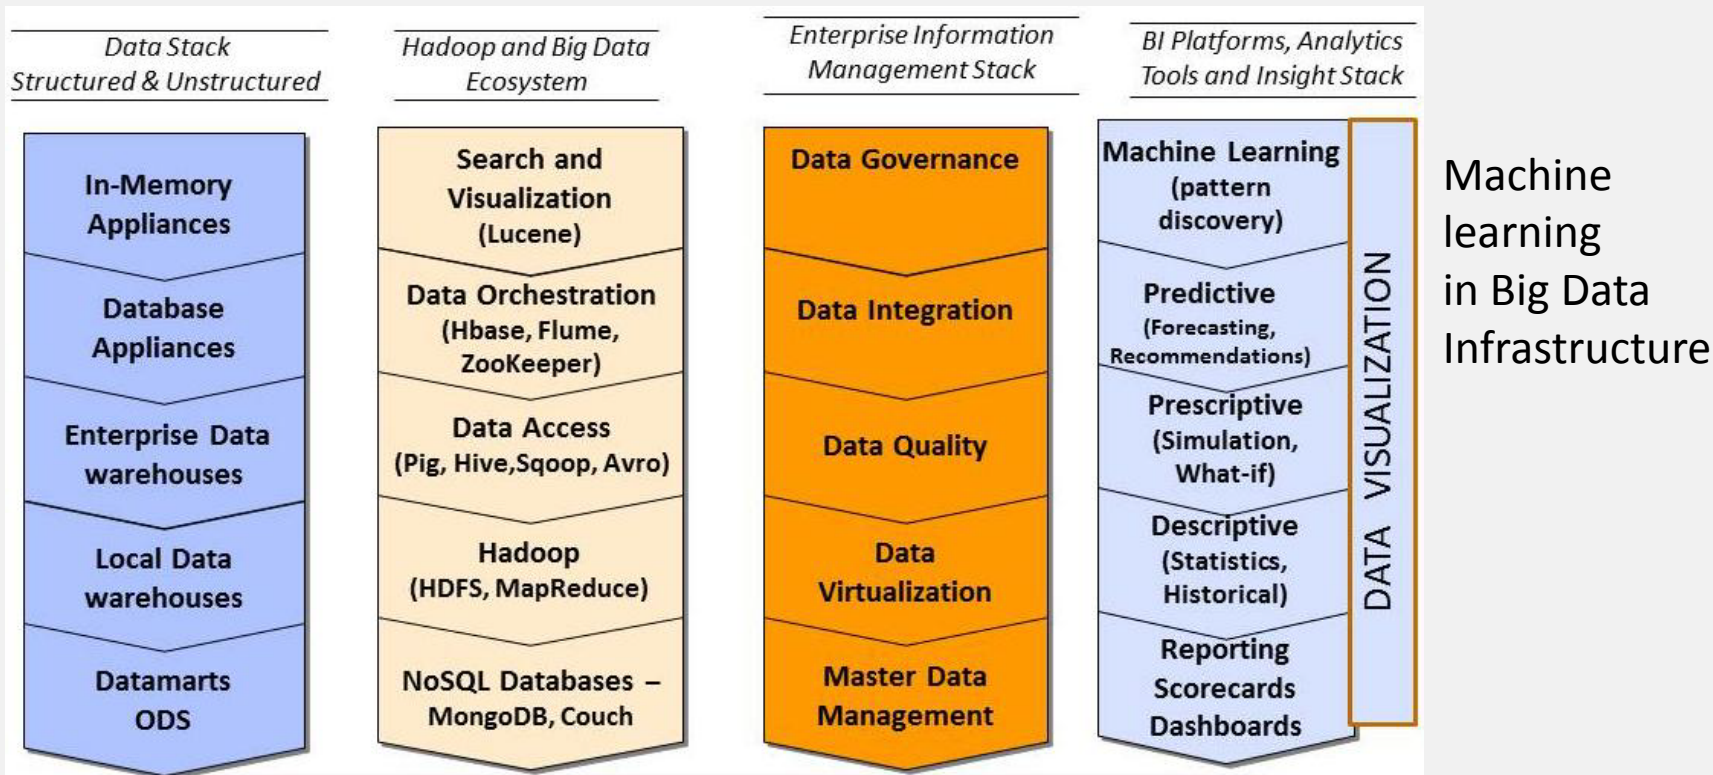 Data Stack
Structured & Unstructured
In-Memory
Appliances
Database
Appliances
Enterprise Data
warehouses
Local Data
warehouses
Datamarts
ODS
Hadoop and Big Data
Ecosystem
Search and
Visualization
(Lucene)
Data Orchestration
(Hbase, Flume,
ZooKeeper)
Data Access
(Pig, Hive,Sqoop, Avro)
Hadoop
(HDFS, MapReduce)
NoSQL Databases –
MongoDB, Couch
Enterprise Information
Management Stack
Data Governance
Data Integration
Data Quality
Data
Virtualization
Master Data
Management
BI Platforms, Analytics
Tools and Insight Stack
Machine Learning
(pattern
discovery)
Predictive
(Forecasting,
Recommendations)
Prescriptive
(Simulation,
What-if)
Descriptive
(Statistics,
Historical)
Reporting
Scorecards
Dashboards
DATA VISUALIZATION
Machine
learning
in Big Data
Infrastructure